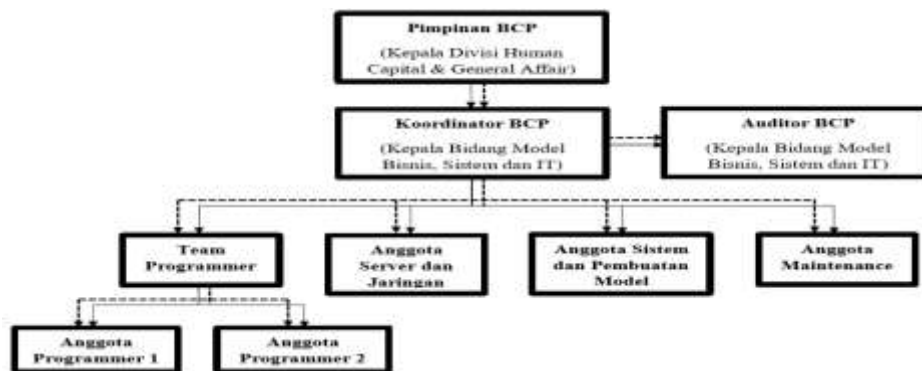 Pimpinan BCP
(Kepala Divisi Human
Capital & General Affair)
Koordinator BCP
(Kepala Bidang Model
Bisnis, Sistem dan IT)
Auditor BCP
(Kepala Bidang Model
Bisnis, Sistem dan IT)
Team
Programmer
Anggota
Server dan
Jaringan
Anggota Sistem
dan Pembuatan
Model
Anggota
Maintenance
Anggota
Programmer 1
Anggota
Programmer 2